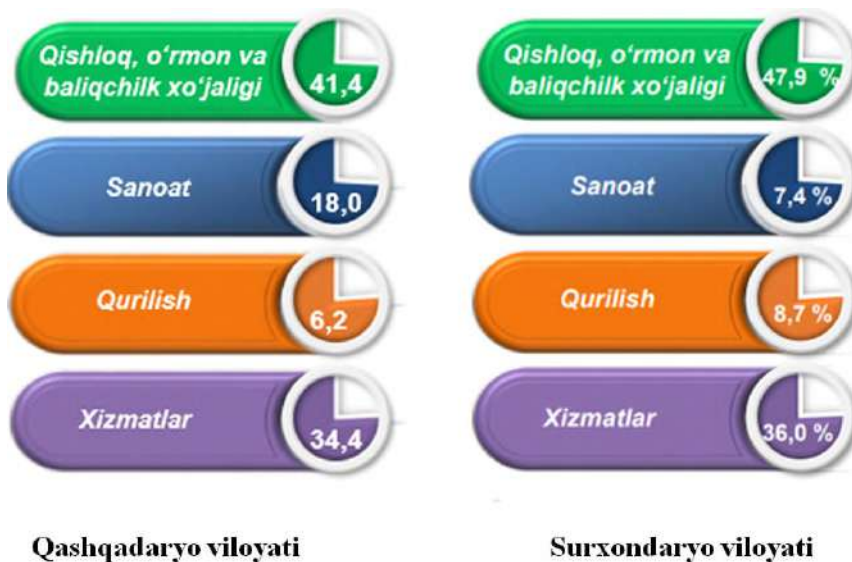 Qishloq, o‘rmon va
baliqchilk xo‘jaligi
41,4
Sanoat
18,0
Qurilish
6,2
Xizmatlar
34,4
Qashqadaryo viloyati
Qishloq, o‘rmon va
baliqchilk xo‘jaligi
47,9 %
Sanoat
7,4 %
Qurilish
8,7 %
Xizmatlar
36,0 %
Surxondaryo viloyati